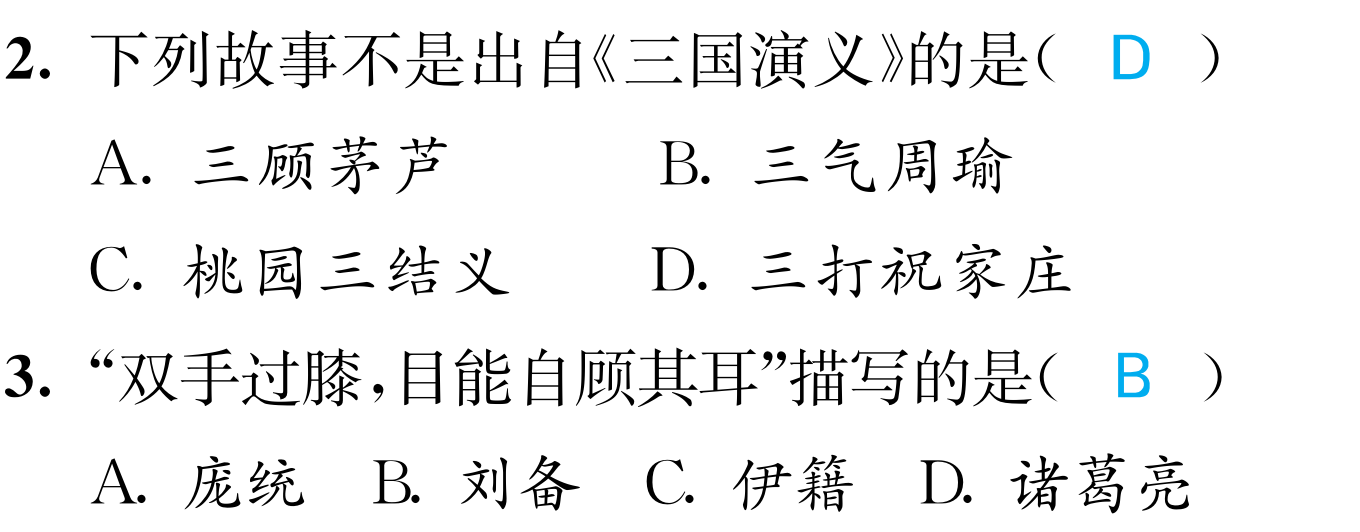 2. 下列故事不是出自《三国演义》的是( D )
A. 三顾茅芦 B. 三气周瑜
C. 桃园三结义 D. 三打祝家庄
3. “双手过膝,目能自顾其耳”描写的是( B )
A. 庞统 B. 刘备 C. 伊籍 D. 诸葛亮